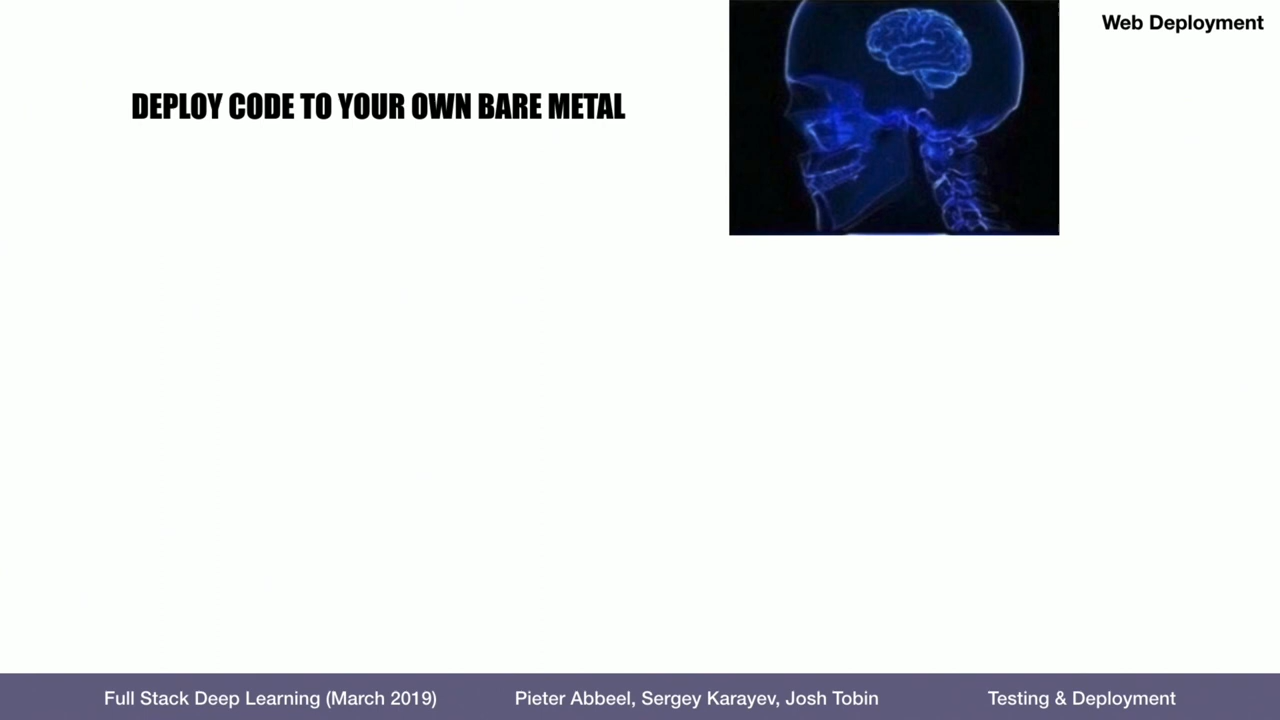 Web Deployment
DEPLOY CODE TO YOUR OWN BARE METAL
Full Stack Deep Learning (March 2019)
Pieter Abbeel, Sergey Karayev, Josh Tobin
Testing & Deployment